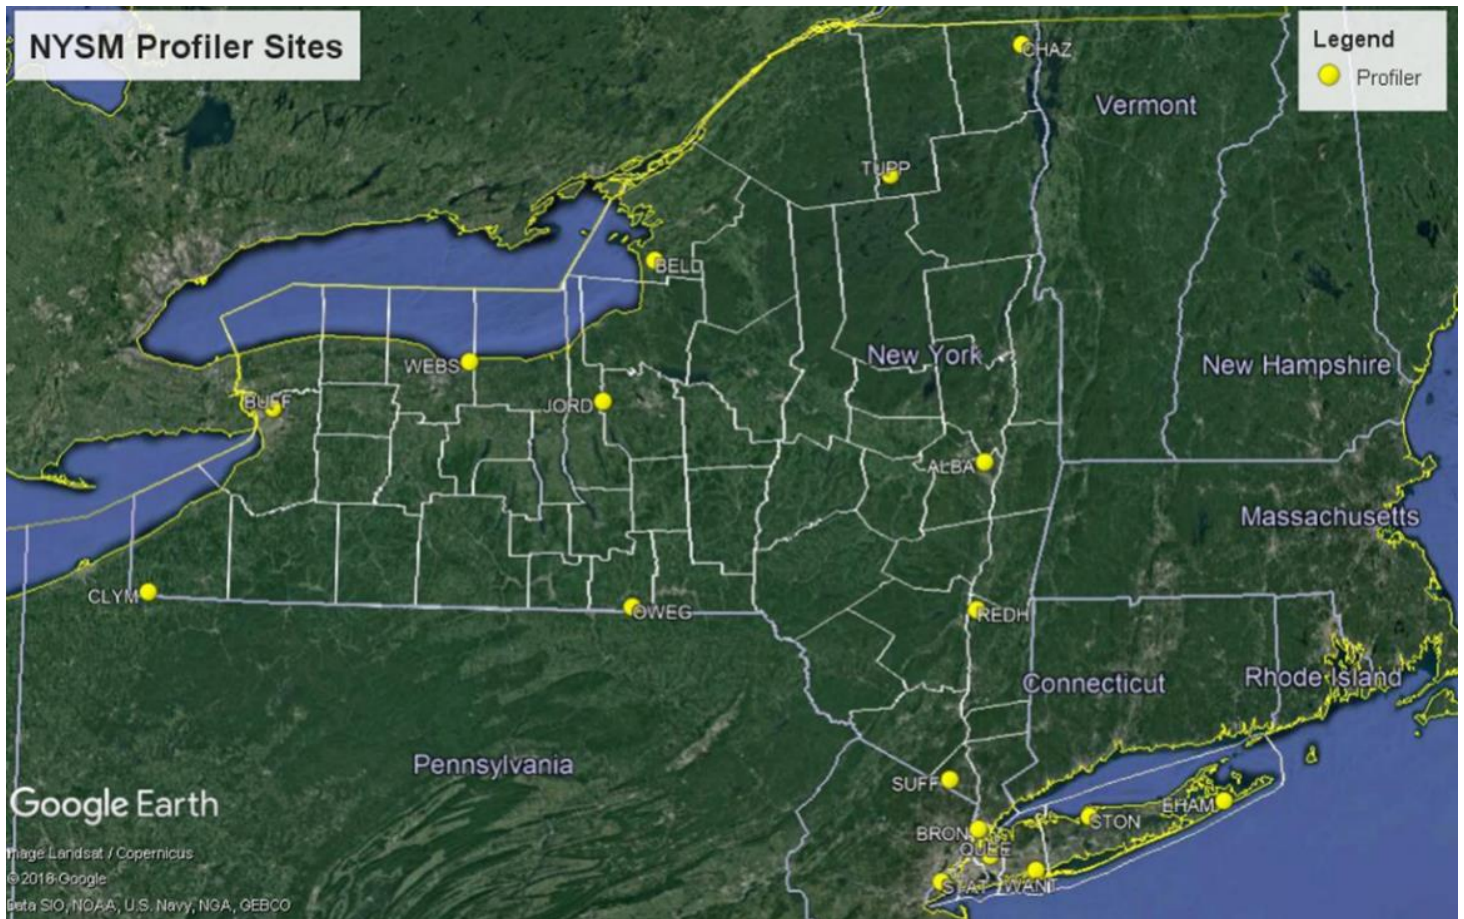 NYSM Profiler Sites
Legend
Profiler
CHAZ
Vermont
TUPP
BELD
New York
WEBS
New Hampshire
BUFF
JORD
ALBA
Massachusetts
CLYM
OWEG
REDH
Connecticut
Rhode Island
Pennsylvania
SUFF
Google Earth
EHAM
STON
BRON
QUEE
Image Landsat / Copernicus
© 2018 Google
STAT
WANT
Data SIO, NOAA, U.S. Navy, NGA, GEBCO